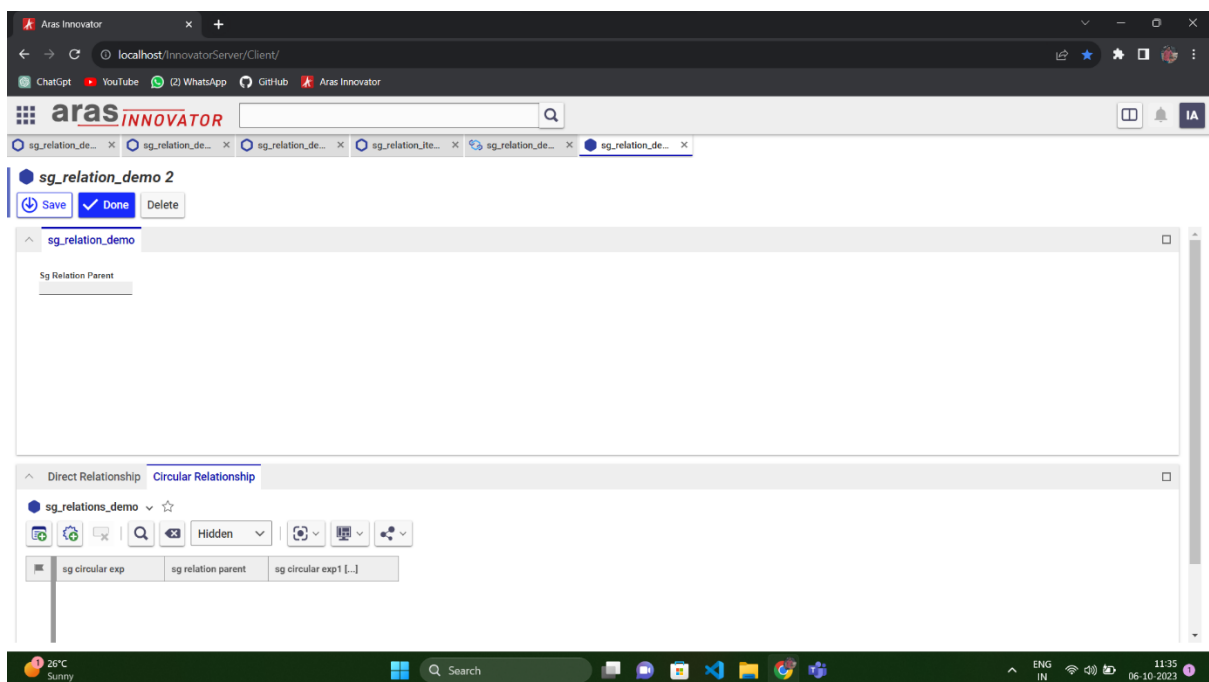 Aras Innovator
localhost/InnovatorServer/Client/
ChatGpt YouTube (2) WhatsApp GitHub Aras Innovator
aras INNOVATOR IA
sg_relation_de... sg_relation_de... sg_relation_de... sg_relation_ite... sg_relation_de... sg_relation_de...
sg_relation_demo 2
Save Done Delete
sg_relation_demo
Sg Relation Parent
Direct Relationship Circular Relationship
sg_relations_demo
Hidden
sg circular exp sg relation parent sg circular exp1 [...]
1 26°C
Sunny
Search
ENG
IN
11:35
06-10-2023
1